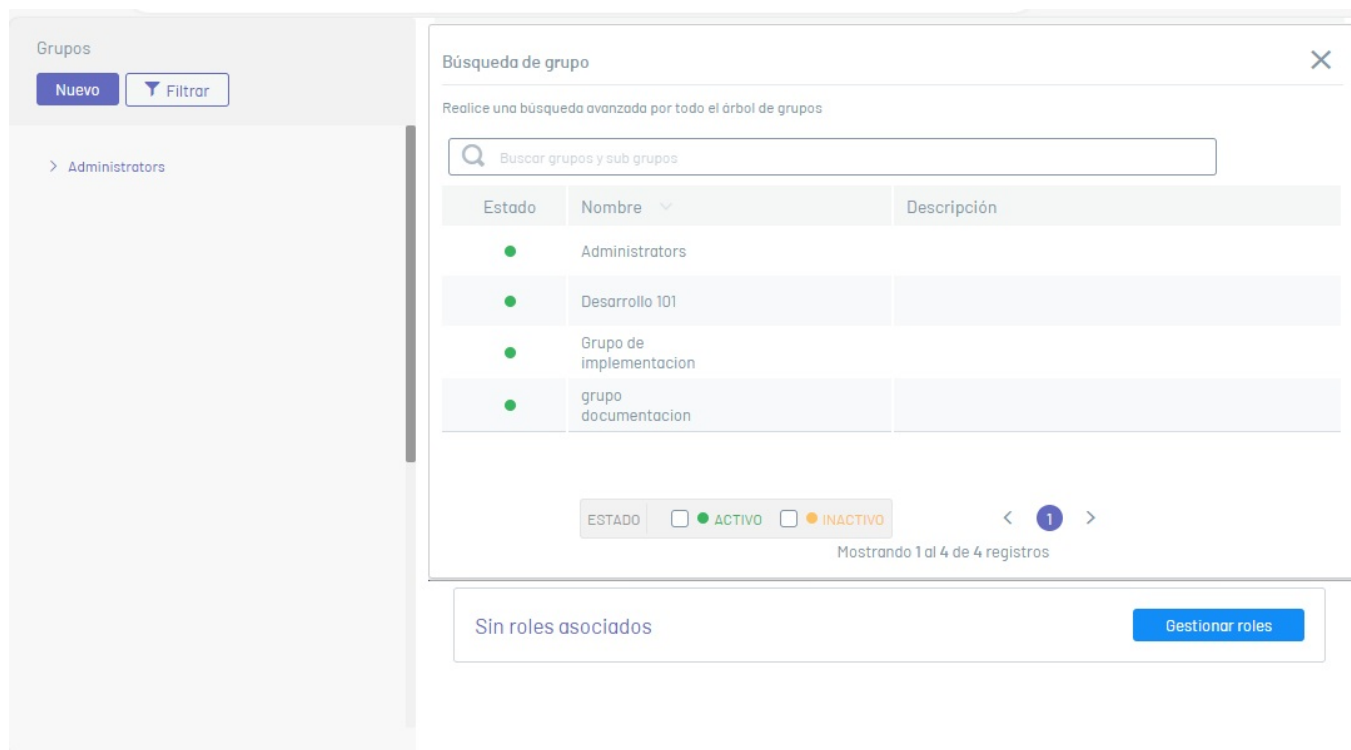 Grupos
Nuevo
Filtrar
Administrators
Búsqueda de grupo
Realice una búsqueda avanzada por todo el árbol de grupos
Buscar grupos y sub grupos
Estado Nombre Descripción
Administrators
Desarrollo 101
Grupo de
implementacion
grupo
documentacion
ESTADO ACTIVO INACTIVO
1
Mostrando 1 al 4 de 4 registros
Sin roles asociados
Gestionar roles